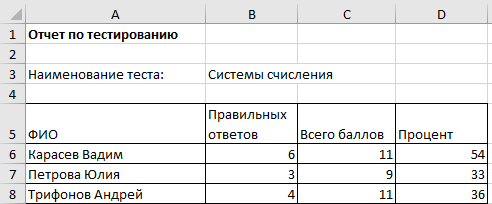 A B C D
1 Отчет по тестированию
2
3 Наименование теста: Системы счисления
4
Правильных
5 ФИО ответов Всего баллов Процент
6 Карасев Вадим 6 11 54
7 Петрова Юлия 3 9 33
8 Трифонов Андрей 4 11 36